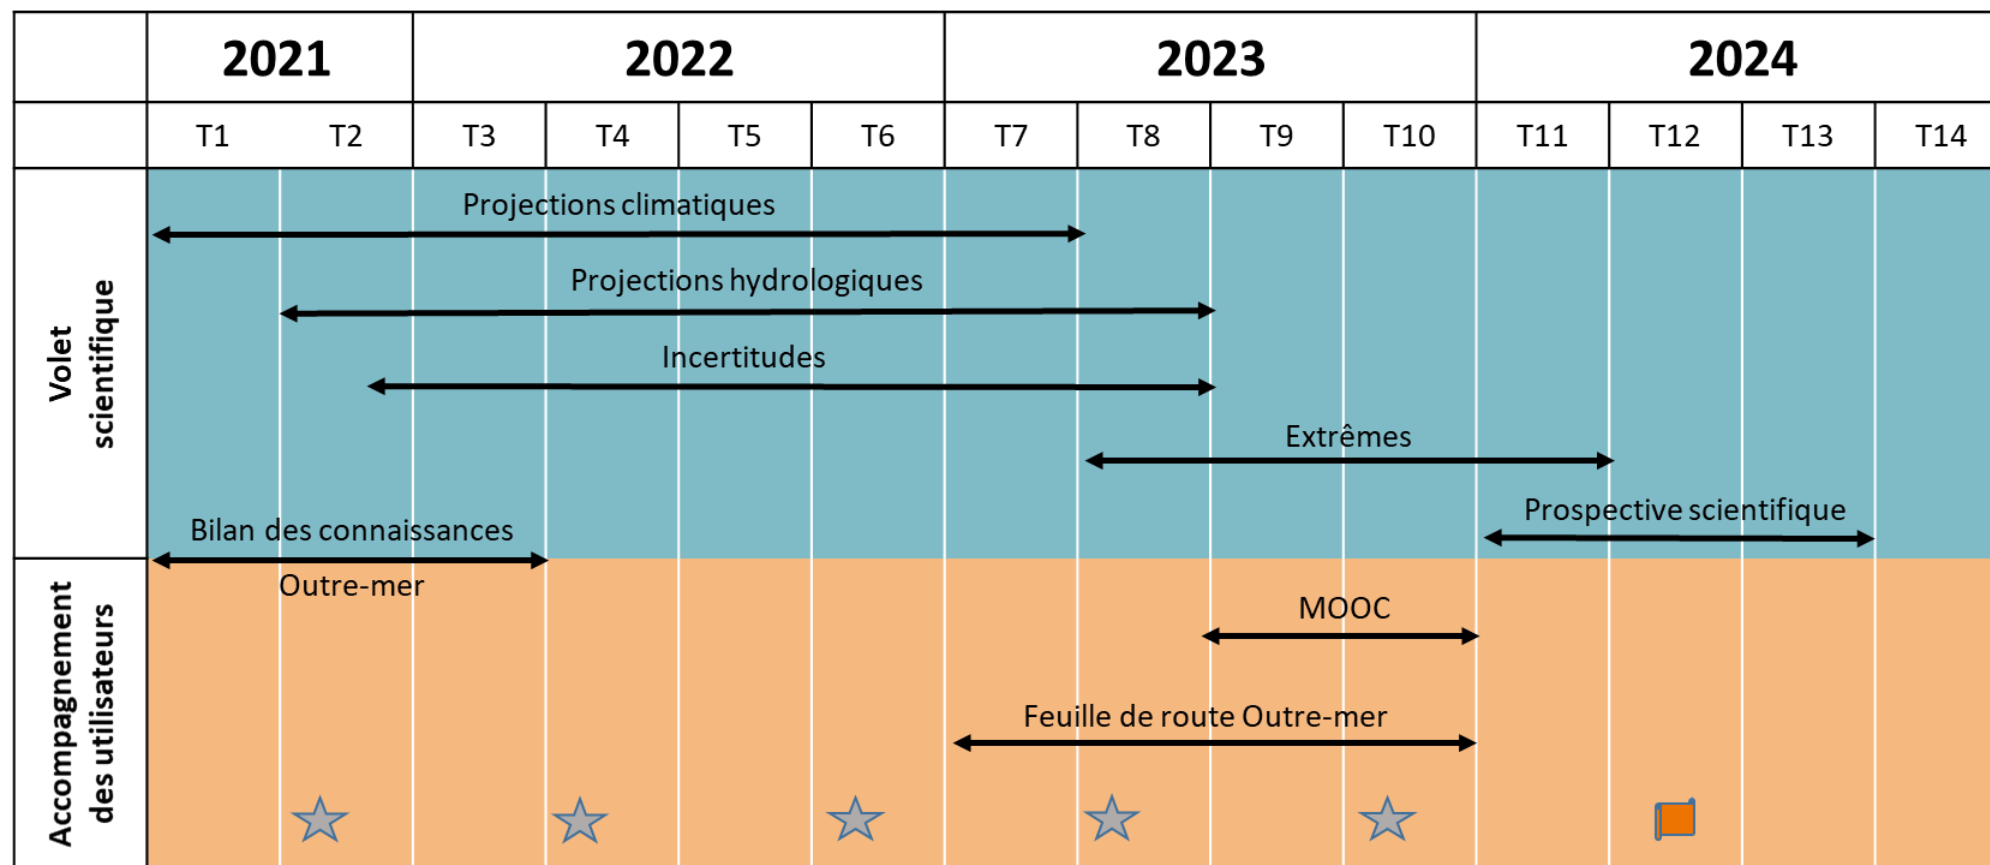 2021 2022 2023 2024
T1 T2 T3 T4 T5 T6 T7 T8 T9 T10 T11 T12 T13 T14
Volet
scientifique
Projections climatiques
Projections hydrologiques
Incertitudes
Extrêmes
Prospective scientifique
Bilan des connaissances
Outre-mer
Accompagnement
des utilisateurs
MOOC
Feuille de route Outre-mer